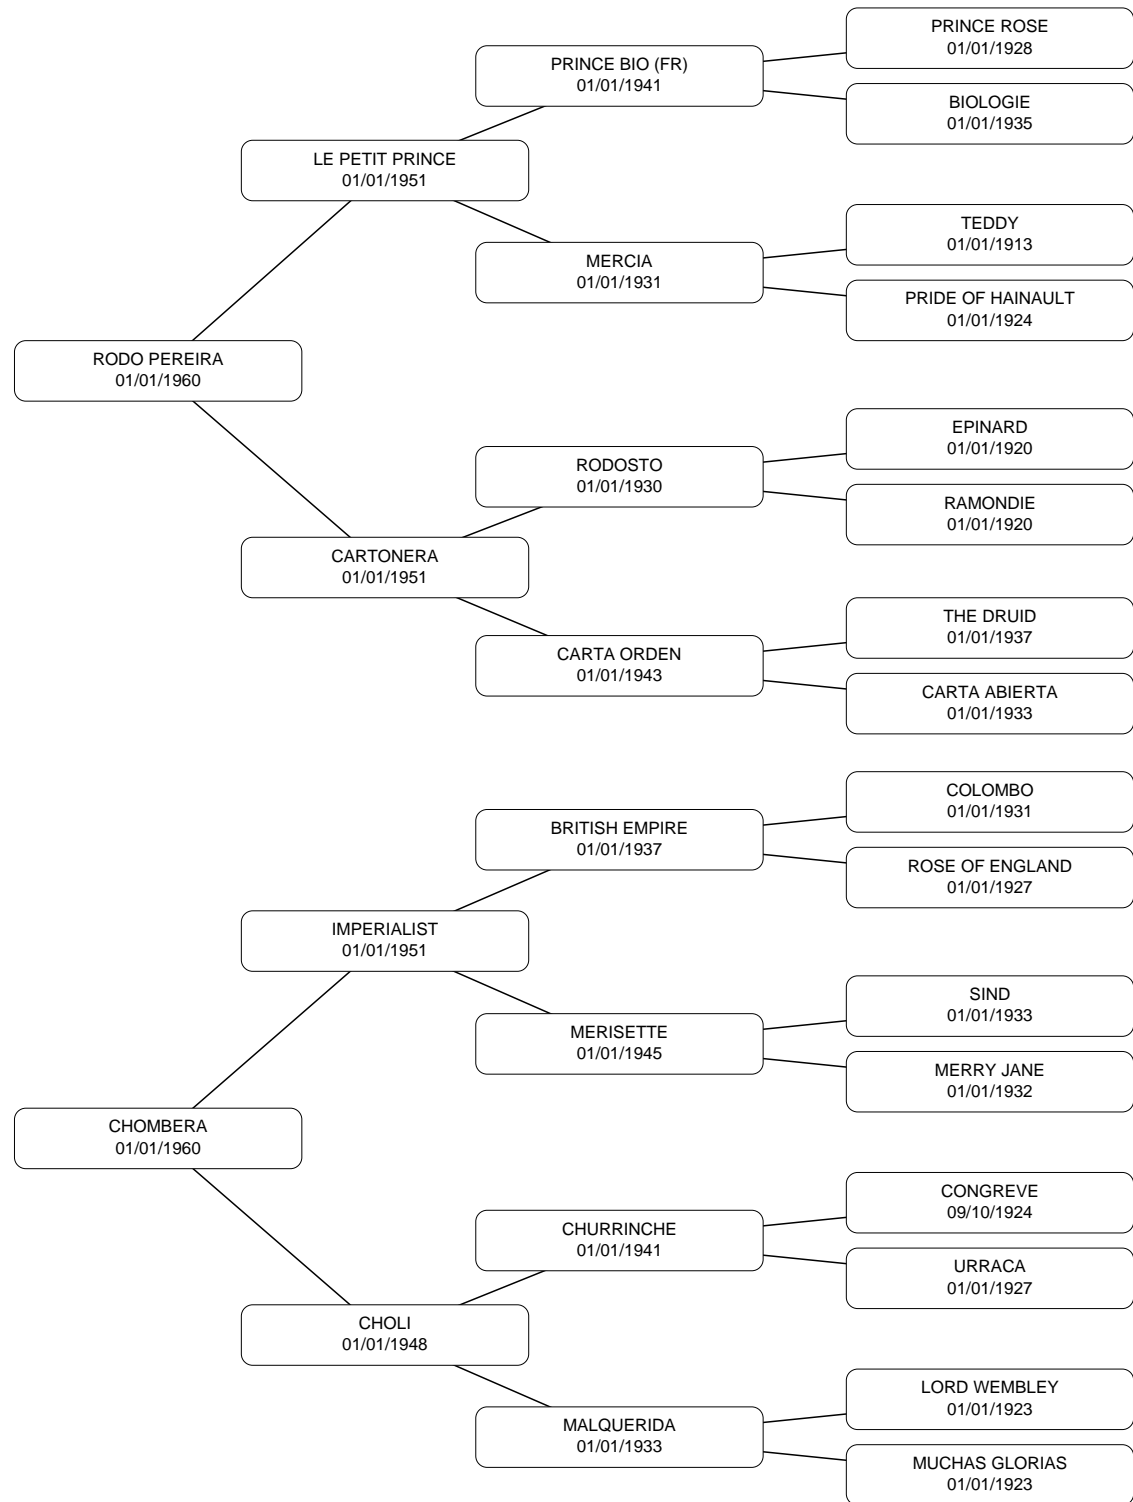 PRINCE ROSE
01/01/1928
PRINCE BIO (FR)
01/01/1941
BIOLOGIE
01/01/1935
LE PETIT PRINCE
01/01/1951
TEDDY
01/01/1913
MERCIA
01/01/1931
PRIDE OF HAINAULT
01/01/1924
RODO PEREIRA
01/01/1960
EPINARD
01/01/1920
RODOSTO
01/01/1930
RAMONDIE
01/01/1920
CARTONERA
01/01/1951
THE DRUID
01/01/1937
CARTA ORDEN
01/01/1943
CARTA ABIERTA
01/01/1933
COLOMBO
01/01/1931
BRITISH EMPIRE
01/01/1937
ROSE OF ENGLAND
01/01/1927
IMPERIALIST
01/01/1951
SIND
01/01/1933
MERISETTE
01/01/1945
MERRY JANE
01/01/1932
CHOMBERA
01/01/1960
CONGREVE
09/10/1924
CHURRINCHE
01/01/1941
URRACA
01/01/1927
CHOLI
01/01/1948
LORD WEMBLEY
01/01/1923
MALQUERIDA
01/01/1933
MUCHAS GLORIAS
01/01/1923